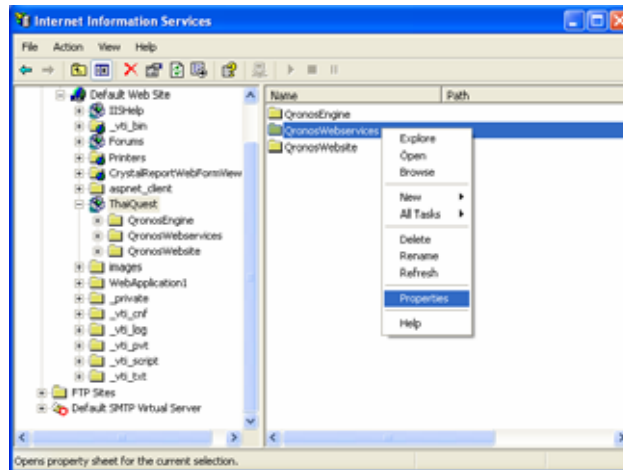 Internet Information Services
File Action View Help
Default Web Site
IISHelp
_vti_bin
Forums
Printers
CrystalReportWebFormView
aspnet_client
ThaiQuest
QronosEngine
QronosWebservices
QronosWebsite
images
WebApplication1
_private
_vti_cnf
_vti_log
_vti_pvt
_vti_script
_vti_txt
FTP Sites
Default SMTP Virtual Server
Name Path
QronosEngine
QronosWebservices
QronosWebsite
Explore
Open
Browse
New
All Tasks
Delete
Rename
Refresh
Properties
Help
Opens property sheet for the current selection.